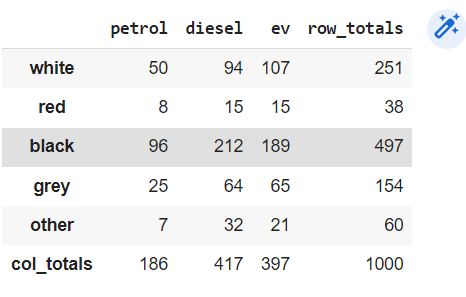 petrol diesel ev row_totals
white 50 94 107 251
red 8 15 15 38
black 96 212 189 497
grey 25 64 65 154
other 7 32 21 60
col_totals 186 417 397 1000